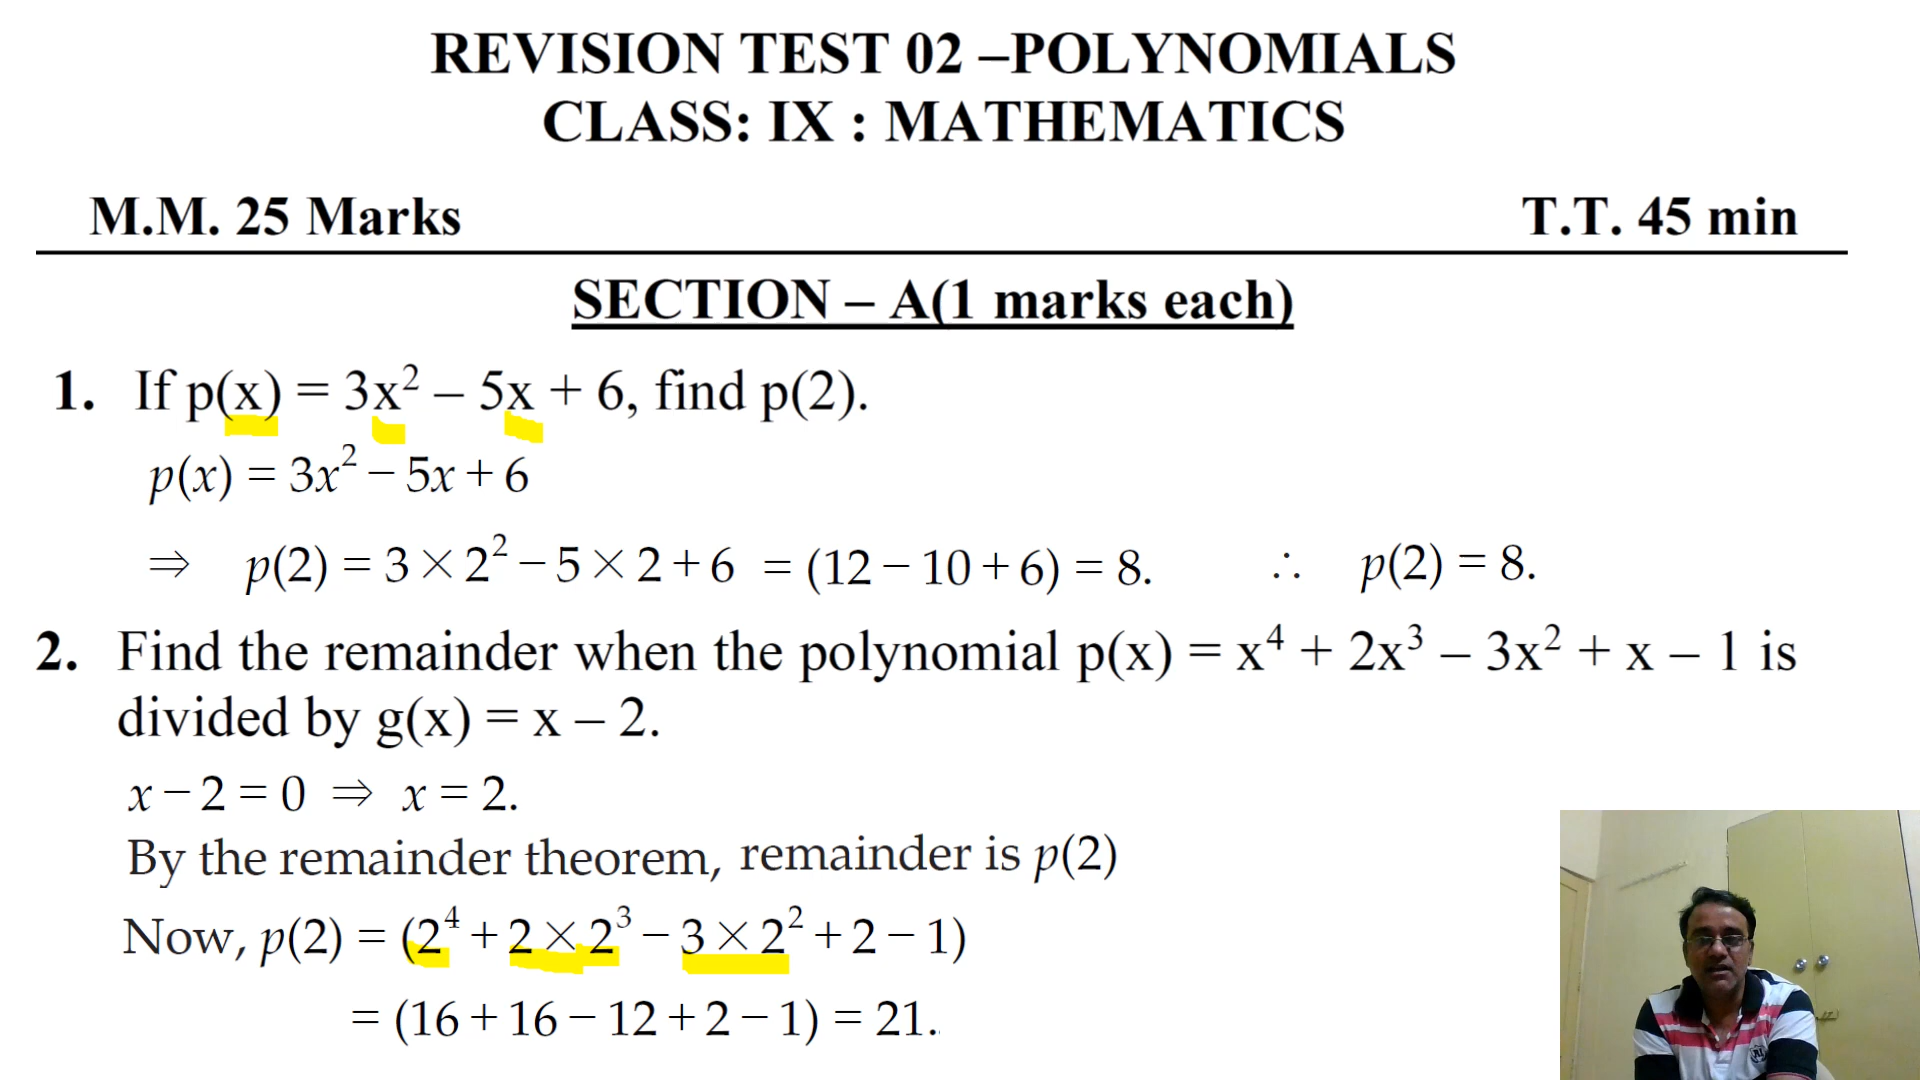 REVISION TEST 02 –POLYNOMIALS
CLASS: IX : MATHEMATICS
M.M. 25 Marks T.T. 45 min
SECTION – A(1 marks each)
1. If p(x) = 3x² – 5x + 6, find p(2).
p(x) = 3x² − 5x + 6
⇒ p(2) = 3 × 2² − 5 × 2 + 6 = (12 − 10 + 6) = 8. ∴ p(2) = 8.
2. Find the remainder when the polynomial p(x) = x⁴ + 2x³ – 3x² + x – 1 is
divided by g(x) = x – 2.
x − 2 = 0 ⇒ x = 2.
By the remainder theorem, remainder is p(2)
Now, p(2) = (2⁴ + 2 × 2³ − 3 × 2² + 2 − 1)
= (16 + 16 − 12 + 2 − 1) = 21.